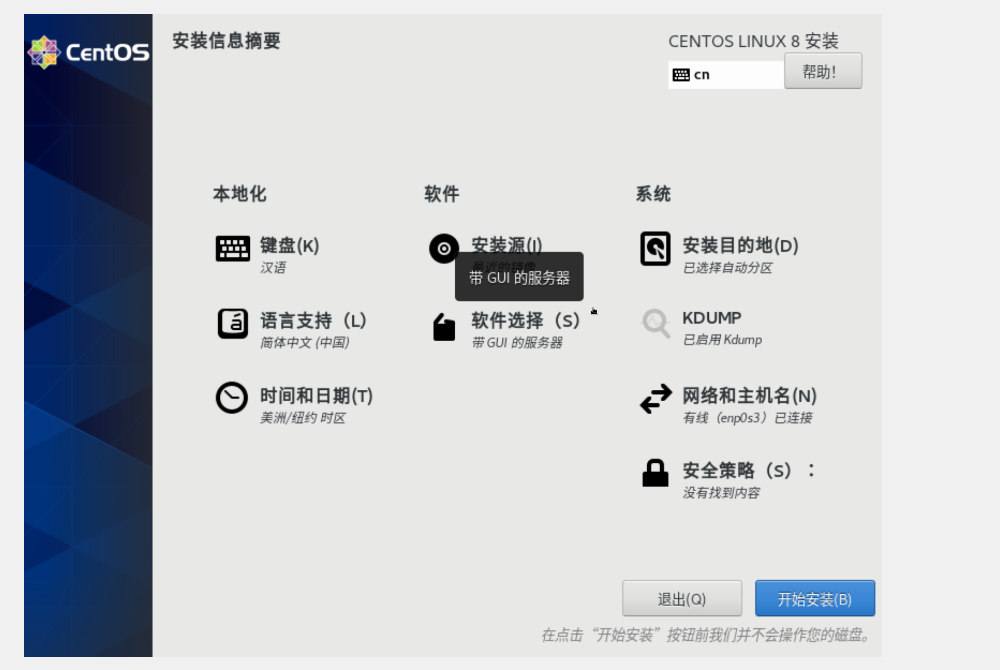 CentOS
安装信息摘要
CENTOS LINUX 8 安装
cn
帮助！
本地化
键盘(K)
汉语
语言支持（L）
简体中文 (中国)
时间和日期(T)
美洲/纽约 时区
软件
安装源(I)
最近的镜像
带 GUI 的服务器
软件选择（S）
带 GUI 的服务器
系统
安装目的地(D)
已选择自动分区
KDUMP
已启用 Kdump
网络和主机名(N)
有线（enp0s3）已连接
安全策略（S）：
没有找到内容
退出(Q)
开始安装(B)
在点击“开始安装”按钮前我们并不会操作您的磁盘。